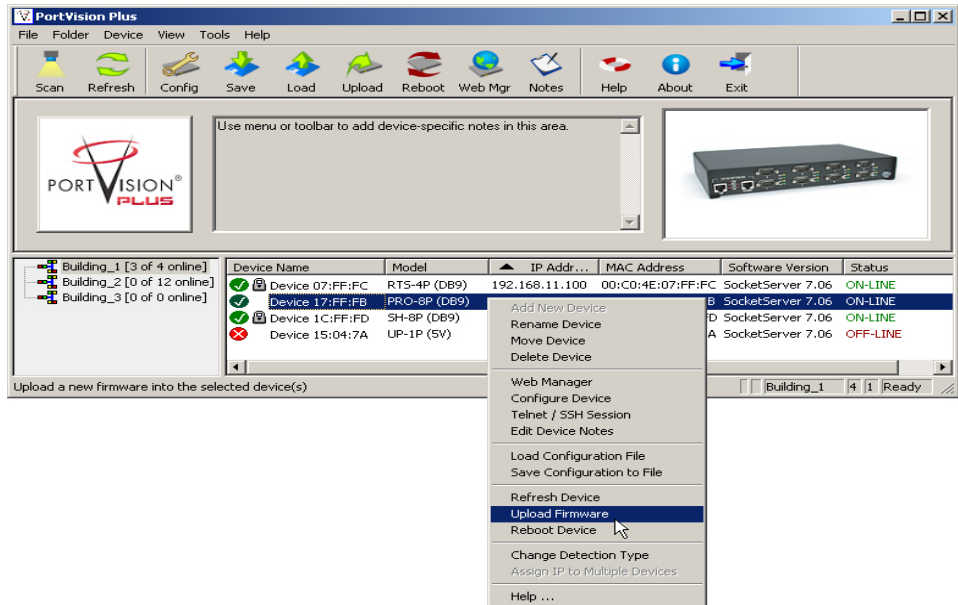 PortVision Plus
File Folder Device View Tools Help
Scan Refresh Config Save Load Upload Reboot Web Mgr Notes Help About Exit
Use menu or toolbar to add device-specific notes in this area.
PORT VISION®
PLUS
Building_1 [3 of 4 online]
Building_2 [0 of 12 online]
Building_3 [0 of 0 online]
Device Name Model IP Addr... MAC Address Software Version Status
Device 07:FF:FC RTS-4P (DB9) 192.168.11.100 00:C0:4E:07:FF:FC SocketServer 7.06 ON-LINE
Device 17:FF:FB PRO-8P (DB9) B SocketServer 7.06 ON-LINE
Device 1C:FF:FD SH-8P (DB9) FD SocketServer 7.06 ON-LINE
Device 15:04:7A UP-1P (5V) A SocketServer 7.06 OFF-LINE
Add New Device
Rename Device
Move Device
Delete Device
Web Manager
Configure Device
Telnet / SSH Session
Edit Device Notes
Load Configuration File
Save Configuration to File
Refresh Device
Upload Firmware
Reboot Device
Change Detection Type
Assign IP to Multiple Devices
Help ...
Upload a new firmware into the selected device(s) Building_1 4 1 Ready